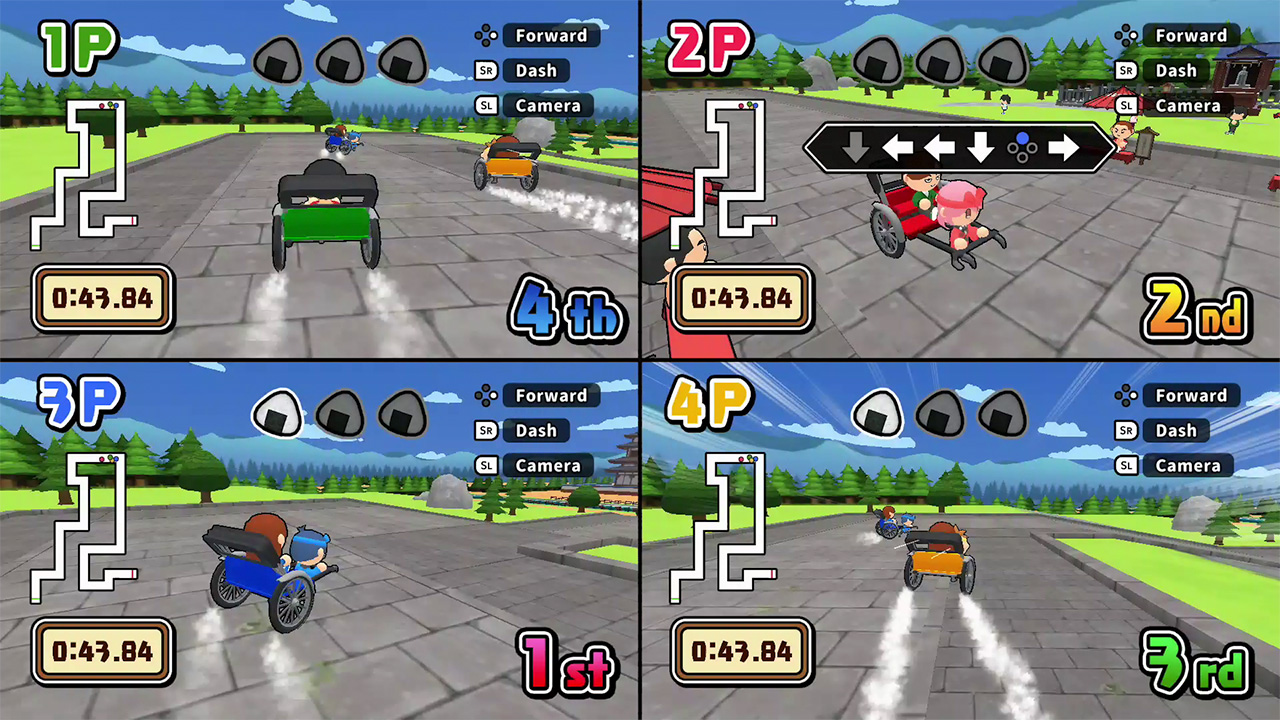 1P
Forward
SR Dash
SL Camera
0:43.84
4th
2P
Forward
SR Dash
SL Camera
0:43.84
2nd
3P
Forward
SR Dash
SL Camera
0:43.84
1st
4P
Forward
SR Dash
SL Camera
0:43.84
3rd